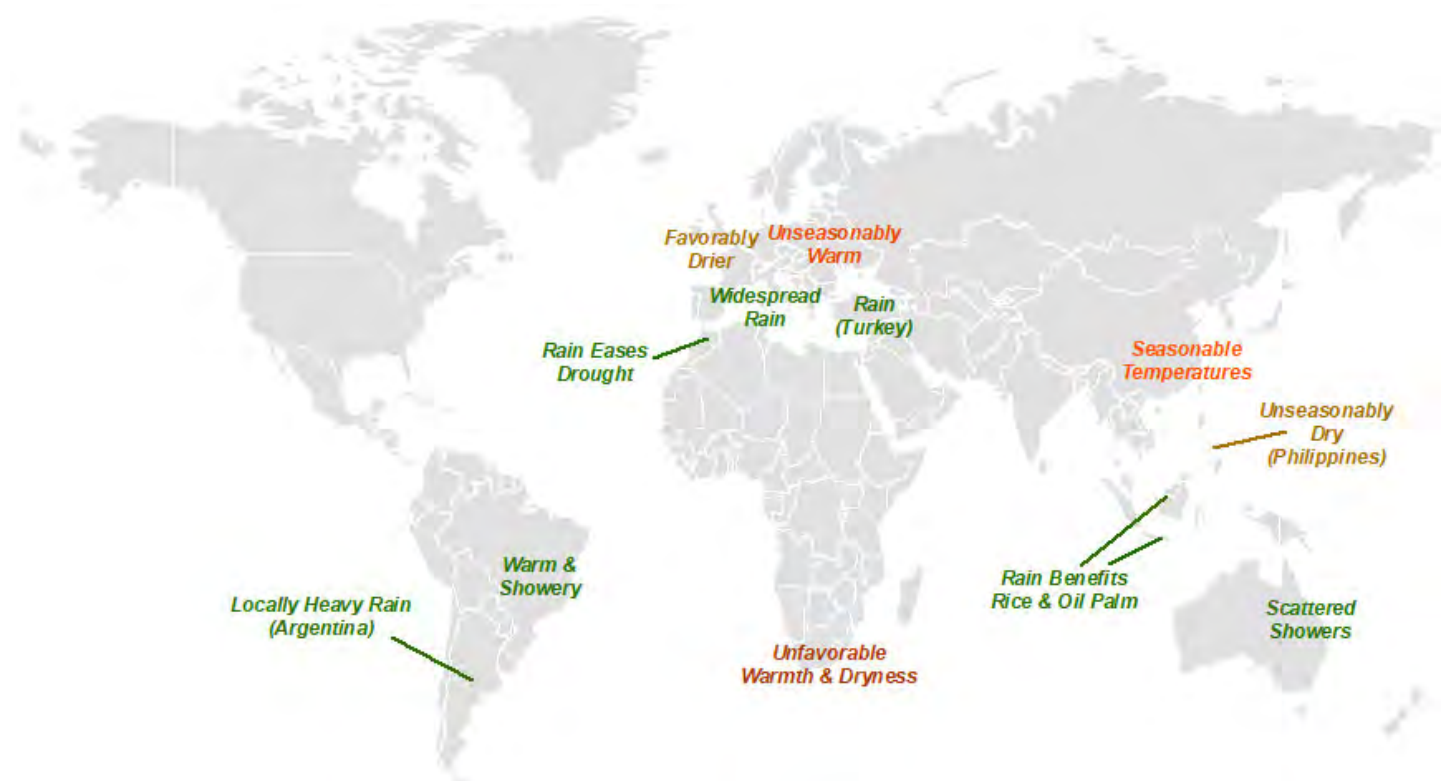 Favorably
Drier
Unseasonably
Warm
Widespread
Rain
Rain
(Turkey)
Rain Eases
Drought
Seasonable
Temperatures
Unseasonably
Dry
(Philippines)
Warm &
Showery
Locally Heavy Rain
(Argentina)
Rain Benefits
Rice & Oil Palm
Scattered
Showers
Unfavorable
Warmth & Dryness